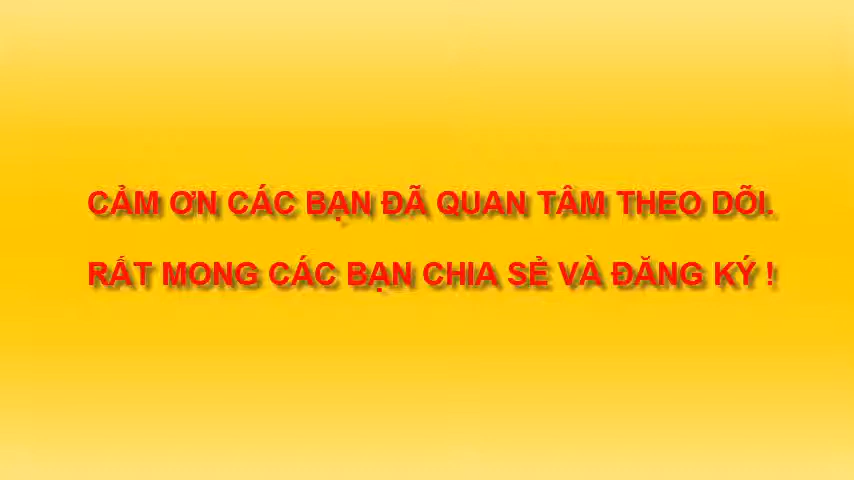 CẢM ƠN CÁC BẠN ĐÃ QUAN TÂM THEO DÕI.
RẤT MONG CÁC BẠN CHIA SẺ VÀ ĐĂNG KÝ !